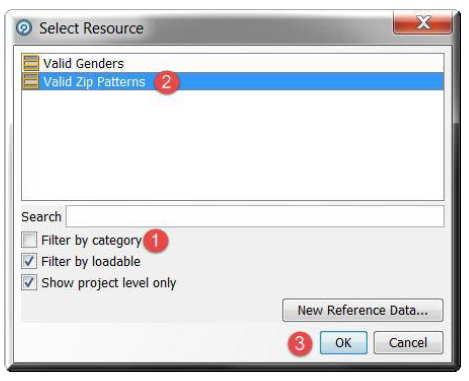 Select Resource
Valid Genders
Valid Zip Patterns 2
Search
Filter by category 1
Filter by loadable
Show project level only
New Reference Data...
3 OK Cancel